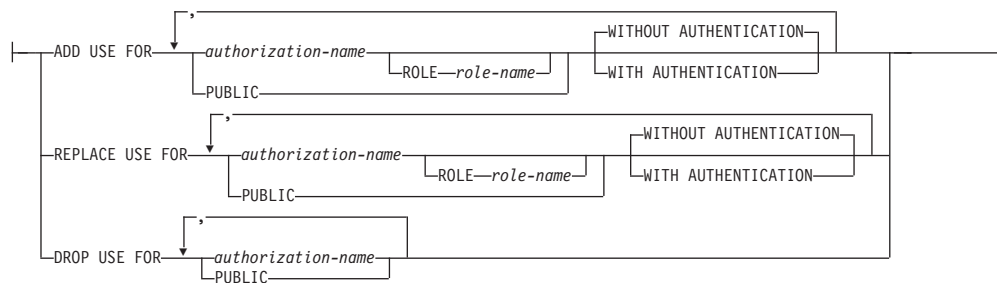 ,
WITHOUT AUTHENTICATION
ADD USE FOR authorization-name
ROLE role-name WITH AUTHENTICATION
PUBLIC
,
WITHOUT AUTHENTICATION
REPLACE USE FOR authorization-name
ROLE role-name WITH AUTHENTICATION
PUBLIC
,
DROP USE FOR authorization-name
PUBLIC